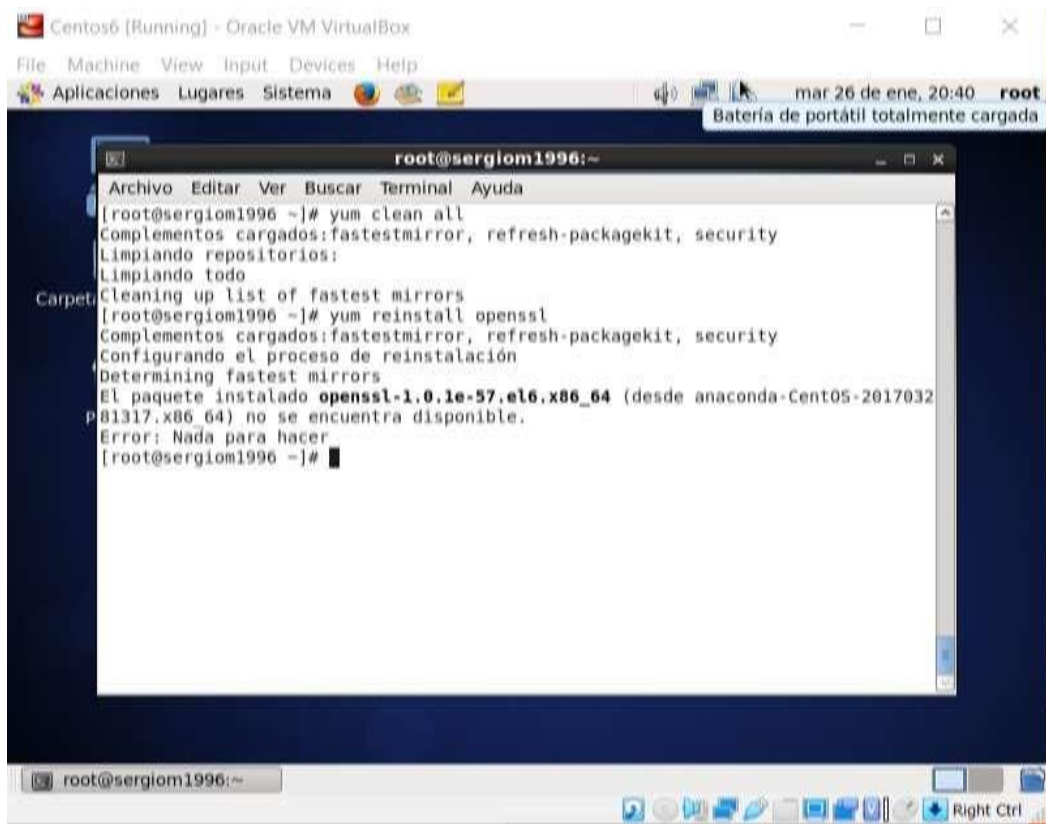 Centos6 [Running] - Oracle VM VirtualBox
File Machine View Input Devices Help
Aplicaciones Lugares Sistema
mar 26 de ene, 20:40 root
Batería de portátil totalmente cargada
root@sergiom1996:~
Archivo Editar Ver Buscar Terminal Ayuda
[root@sergiom1996 ~]# yum clean all
Complementos cargados:fastestmirror, refresh-packagekit, security
Limpiando repositorios:
Limpiando todo
Carpet
Cleaning up list of fastest mirrors
[root@sergiom1996 ~]# yum reinstall openssl
Complementos cargados:fastestmirror, refresh-packagekit, security
Configurando el proceso de reinstalación
Determining fastest mirrors
El paquete instalado openssl-1.0.1e-57.el6.x86_64 (desde anaconda-CentOS-2017032
P
81317.x86_64) no se encuentra disponible.
Error: Nada para hacer
[root@sergiom1996 ~]#
root@sergiom1996:~
Right Ctrl